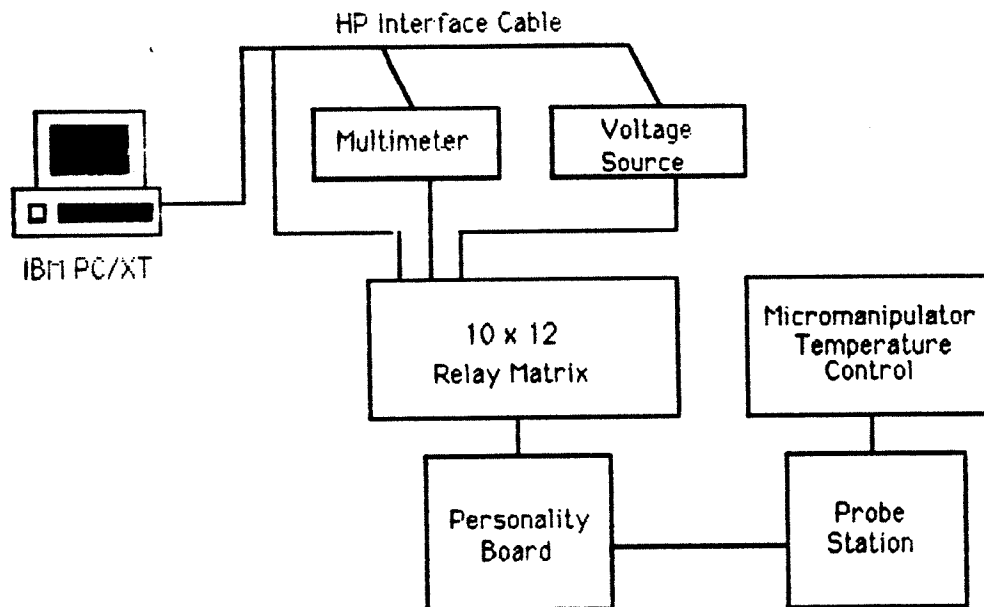 HP Interface Cable
Multimeter
Voltage
Source
IBM PC/XT
10 x 12
Relay Matrix
Micromanipulator
Temperature
Control
Personality
Board
Probe
Station